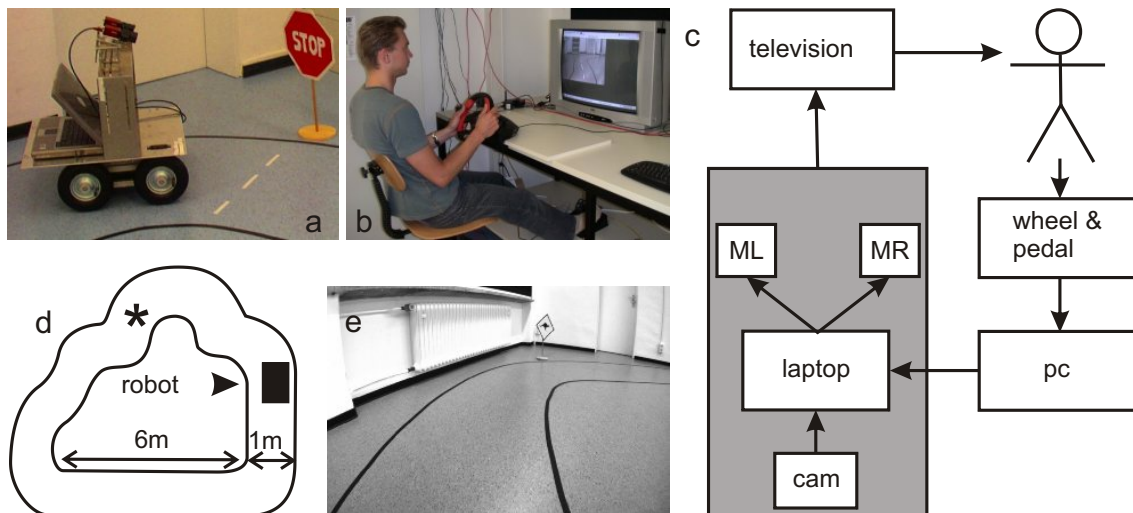 STOP
a
b
c
television
wheel &
pedal
ML
MR
laptop
pc
cam
d
*
robot
6m
1m
e